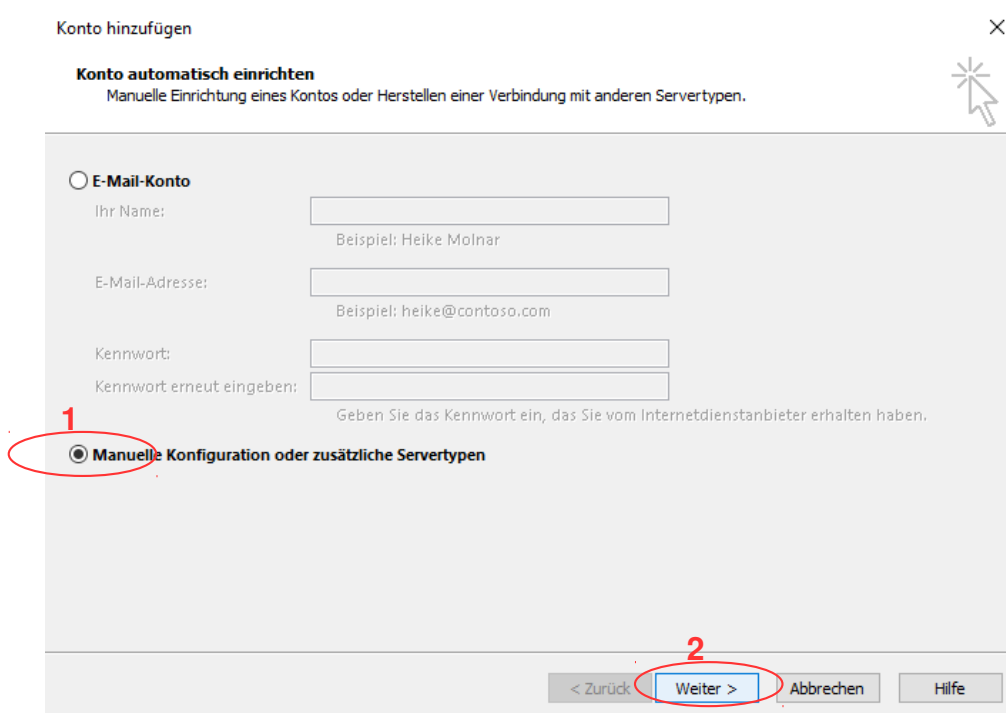 Konto hinzufügen
Konto automatisch einrichten
Manuelle Einrichtung eines Kontos oder Herstellen einer Verbindung mit anderen Servertypen.
E-Mail-Konto
Ihr Name:
Beispiel: Heike Molnar
E-Mail-Adresse:
Beispiel: heike@contoso.com
Kennwort:
Kennwort erneut eingeben:
Geben Sie das Kennwort ein, das Sie vom Internetdienstanbieter erhalten haben.
1
Manuelle Konfiguration oder zusätzliche Servertypen
2
< Zurück Weiter > Abbrechen Hilfe